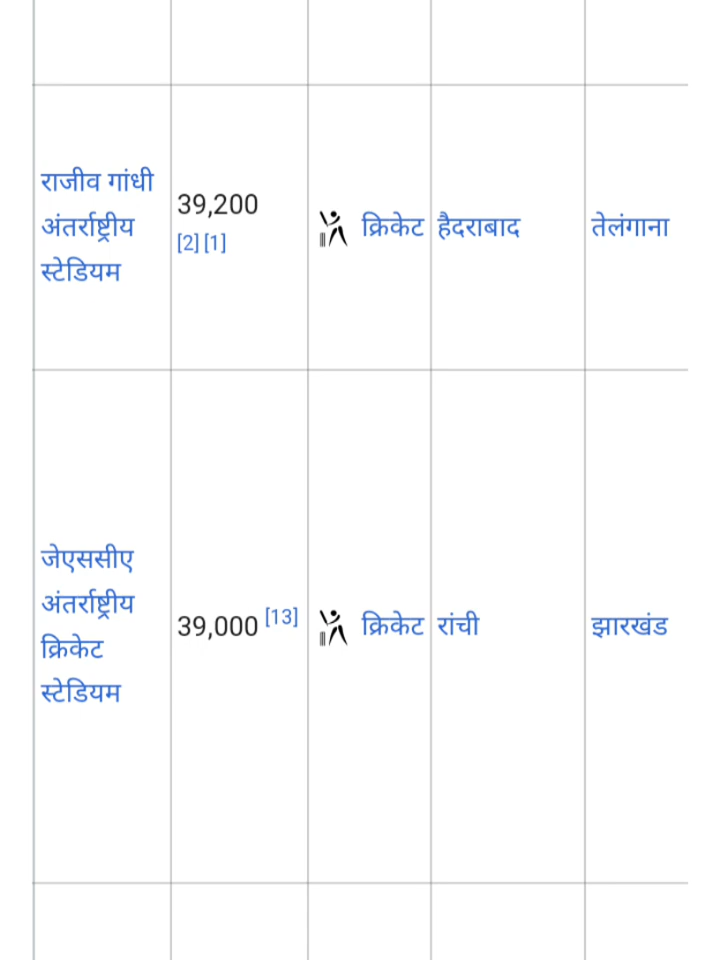 राजीव गांधी
अंतर्राष्ट्रीय
स्टेडियम
39,200
[2] [1]
क्रिकेट
हैदराबाद
तेलंगाना
जेएससीए
अंतर्राष्ट्रीय
क्रिकेट
स्टेडियम
39,000 [13]
क्रिकेट
रांची
झारखंड